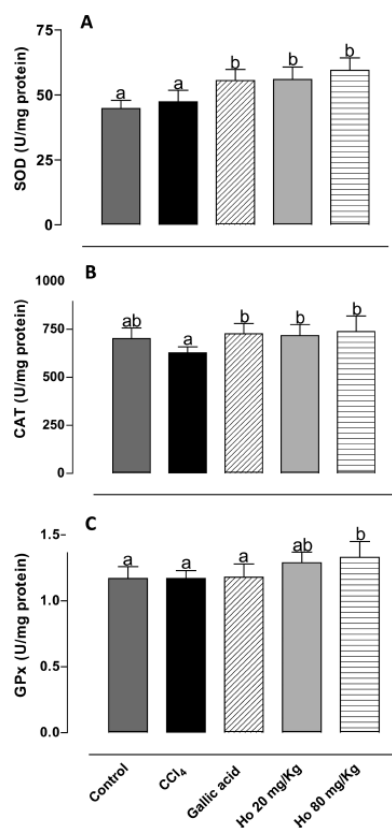 A
SOD (U/mg protein)
75
50
25
0
a a b b b
B
CAT (U/mg protein)
1000
750
500
250
0
ab a b b b
C
GPx (U/mg protein)
1.5
1.0
0.5
0.0
a a a ab b
Control
CCl₄
Gallic acid
Ho 20 mg/Kg
Ho 80 mg/Kg